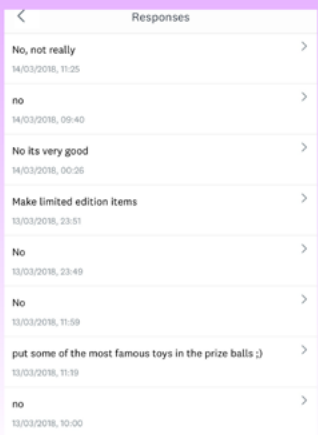 Responses
No, not really
14/03/2018, 11:25
no
14/03/2018, 09:40
No its very good
14/03/2018, 00:26
Make limited edition items
13/03/2018, 23:51
No
13/03/2018, 23:49
No
13/03/2018, 11:59
put some of the most famous toys in the prize balls ;)
13/03/2018, 11:19
no
13/03/2018, 10:00